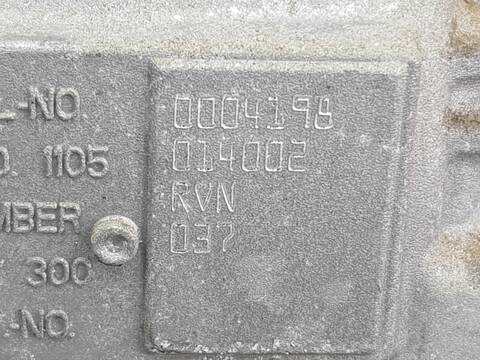 L-NO.
0004198
O. 1105
014002
MBER
RVN
300
037
-NO.